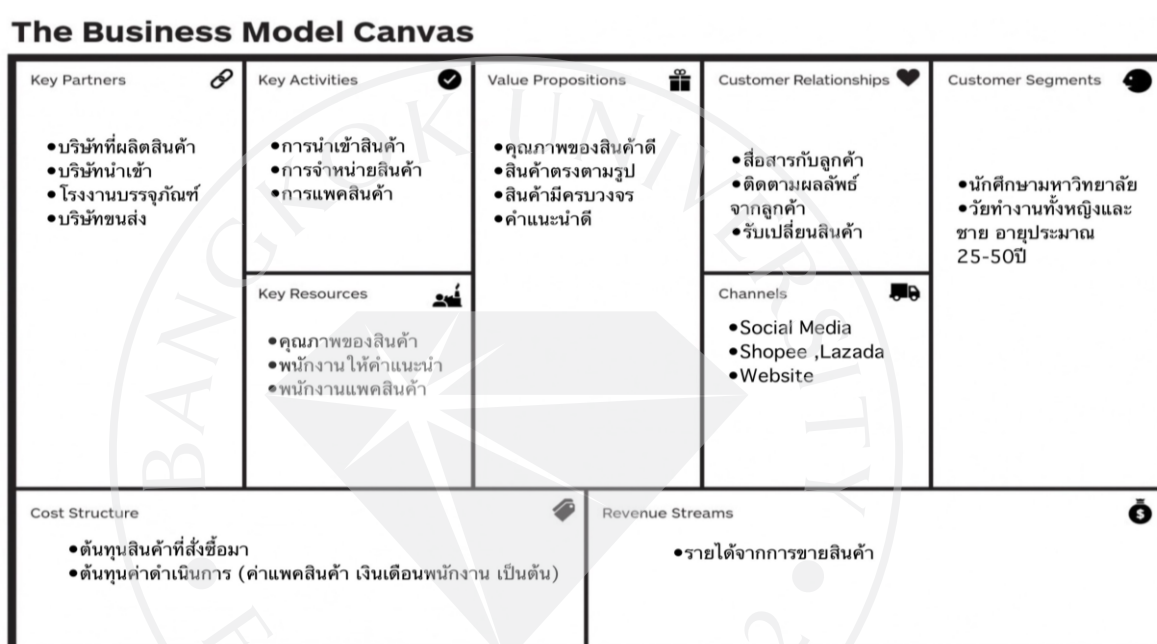 The Business Model Canvas
Key Partners
•บริษัทที่ผลิตสินค้า
•บริษัทนำเข้า
•โรงงานบรรจุภัณฑ์
•บริษัทขนส่ง
Key Activities
•การนำเข้าสินค้า
•การจำหน่ายสินค้า
•การแพคสินค้า
Key Resources
•คุณภาพของสินค้า
•พนักงานให้คำแนะนำ
•พนักงานแพคสินค้า
Value Propositions
•คุณภาพของสินค้าดี
•สินค้าตรงตามรูป
•สินค้ามีครบวงจร
•คำแนะนำดี
Customer Relationships
•สื่อสารกับลูกค้า
•ติดตามผลลัพธ์
จากลูกค้า
•รับเปลี่ยนสินค้า
Channels
•Social Media
•Shopee ,Lazada
•Website
Customer Segments
•นักศึกษามหาวิทยาลัย
•วัยทำงานทั้งหญิงและ
ชาย อายุประมาณ
25-50ปี
Cost Structure
•ต้นทุนสินค้าที่สั่งซื้อมา
•ต้นทุนค่าดำเนินการ (ค่าแพคสินค้า เงินเดือนพนักงาน เป็นต้น)
Revenue Streams
•รายได้จากการขายสินค้า
BANGKOK UNIVERSITY